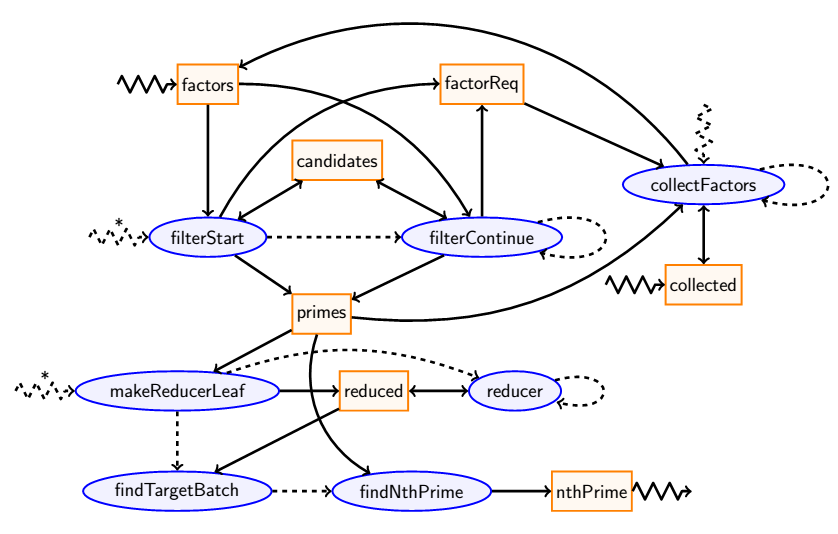 factors
factorReq
candidates
collectFactors
*
filterStart
filterContinue
collected
primes
*
makeReducerLeaf
reduced
reducer
findTargetBatch
findNthPrime
nthPrime